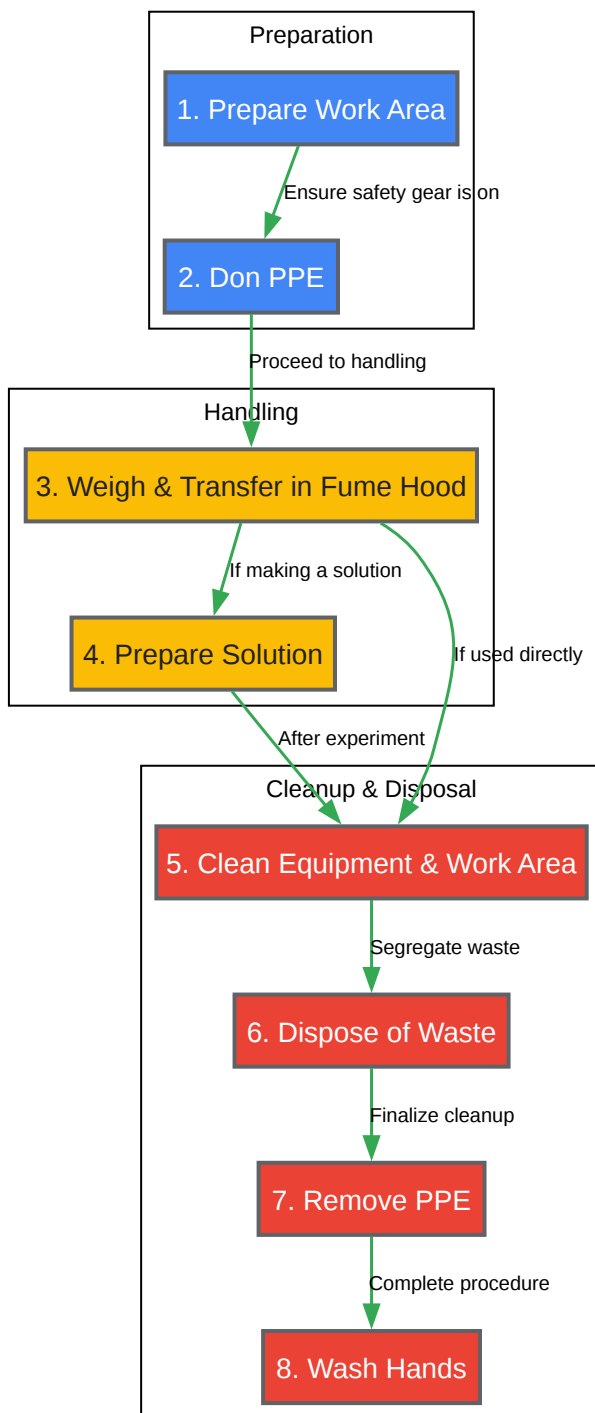 Preparation
1. Prepare Work Area
Ensure safety gear is on
2. Don PPE
Proceed to handling
Handling
3. Weigh & Transfer in Fume Hood
If making a solution
4. Prepare Solution
If used directly
After experiment
Cleanup & Disposal
5. Clean Equipment & Work Area
Segregate waste
6. Dispose of Waste
Finalize cleanup
7. Remove PPE
Complete procedure
8. Wash Hands